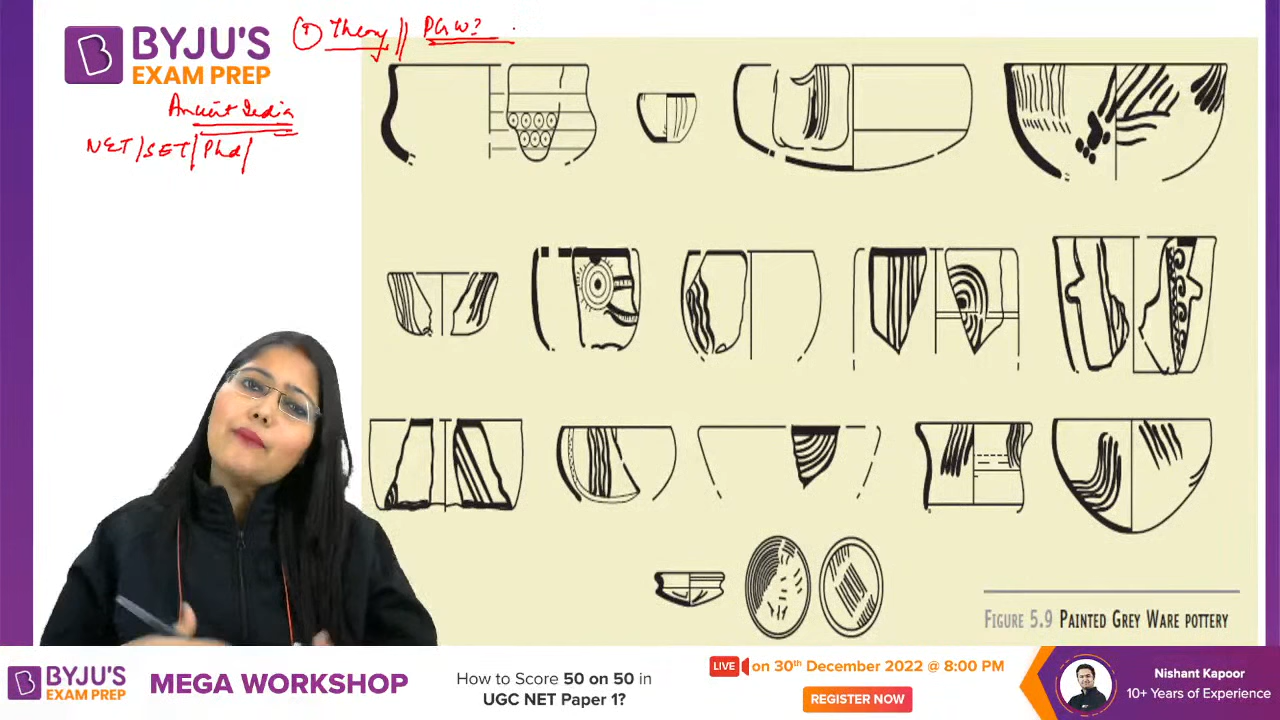 BYJU'S
EXAM PREP
① Theory // PGW?
Ancient India
NET/SET/Phd/
FIGURE 5.9 PAINTED GREY WARE POTTERY
BYJU'S
EXAM PREP
MEGA WORKSHOP
How to Score 50 on 50 in
UGC NET Paper 1?
LIVE on 30th December 2022 @ 8:00 PM
REGISTER NOW
Nishant Kapoor
10+ Years of Experience